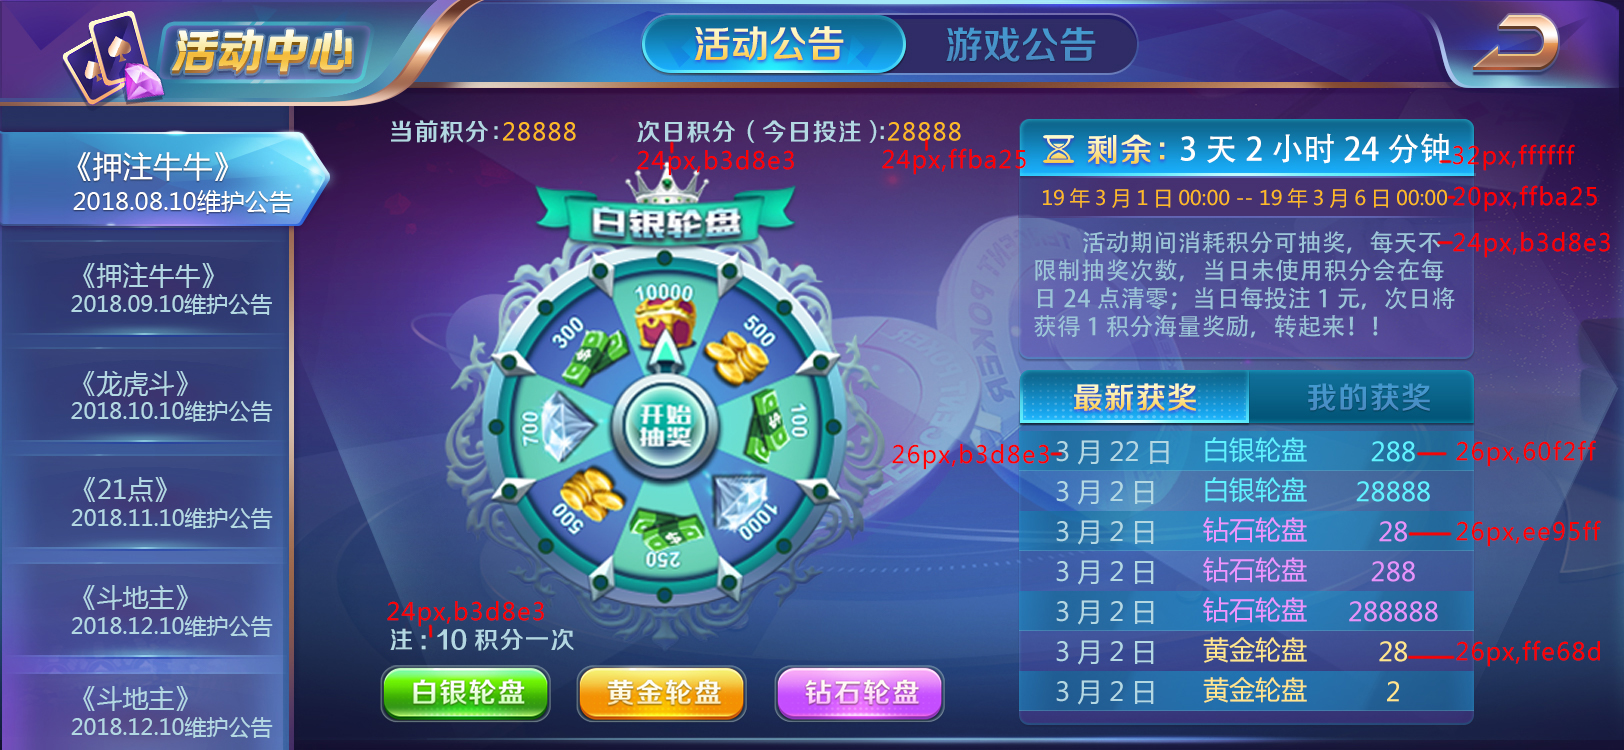 活动中心
活动公告
游戏公告
《押注牛牛》
2018.08.10维护公告
《押注牛牛》
2018.09.10维护公告
《龙虎斗》
2018.10.10维护公告
《21点》
2018.11.10维护公告
《斗地主》
2018.12.10维护公告
《斗地主》
2018.12.10维护公告
当前积分:28888
次日积分 ( 今日投注 ):28888
24px,b3d8e3
24px,ffba25
白银轮盘
10000
500
100
1000
250
500
700
300
开始
抽奖
24px,b3d8e3
注 : 10 积分一次
白银轮盘
黄金轮盘
钻石轮盘
剩余: 3 天 2 小时 24 分钟
32px,ffffff
19 年 3 月 1 日 00:00 -- 19 年 3 月 6 日 00:00
20px,ffba25
活动期间消耗积分可抽奖，每天不
24px,b3d8e3
限制抽奖次数，当日未使用积分会在每
日 24 点清零；当日每投注 1 元，次日将
获得 1 积分海量奖励，转起来！！
最新获奖
我的获奖
26px,b3d8e3
3 月 22 日 白银轮盘 288
26px,60f2ff
3 月 2 日 白银轮盘 28888
3 月 2 日 钻石轮盘 28
26px,ee95ff
3 月 2 日 钻石轮盘 288
3 月 2 日 钻石轮盘 288888
3 月 2 日 黄金轮盘 28
26px,ffe68d
3 月 2 日 黄金轮盘 2